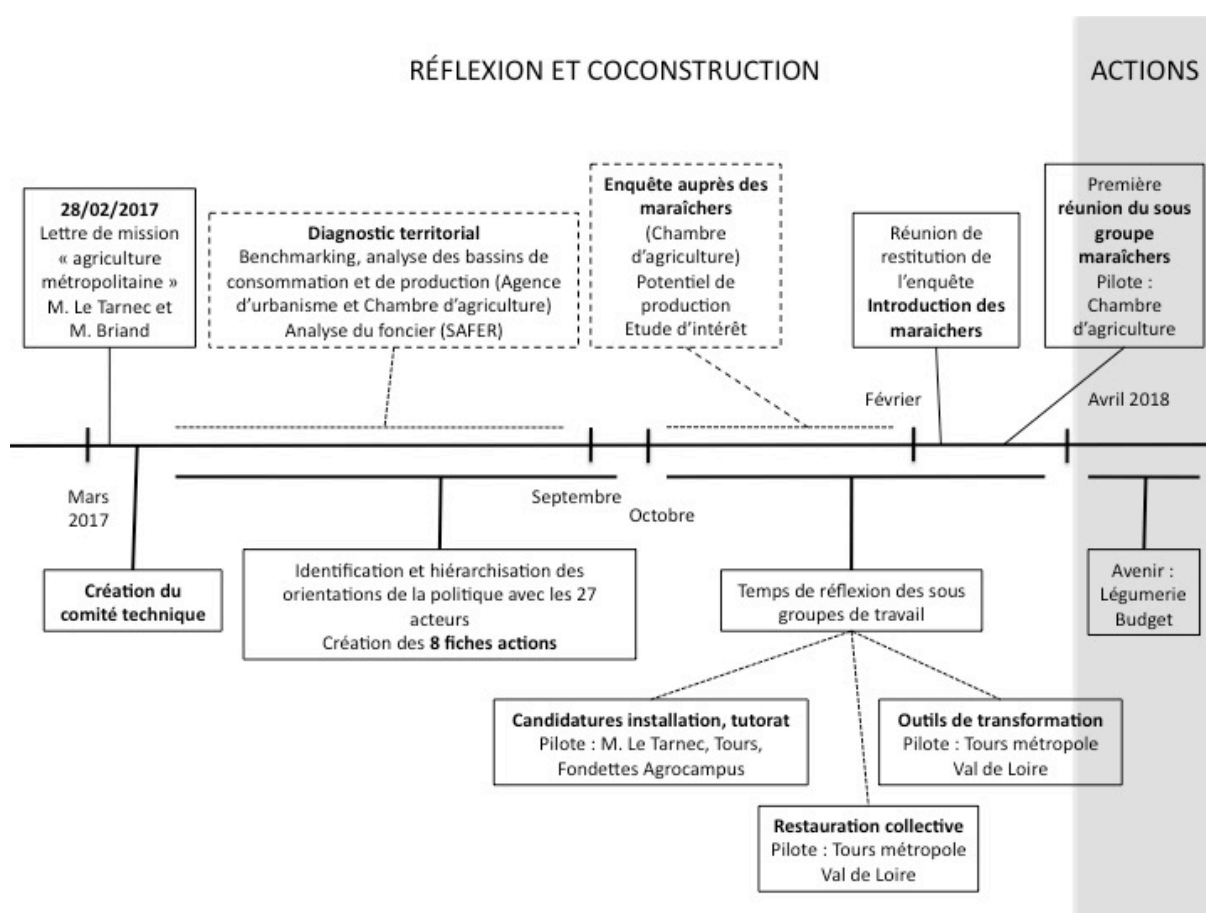 RÉFLEXION ET COCONSTRUCTION
ACTIONS
28/02/2017
Lettre de mission
« agriculture
métropolitaine »
M. Le Tarnec et
M. Briand
Diagnostic territorial
Benchmarking, analyse des bassins de
consommation et de production (Agence
d’urbanisme et Chambre d’agriculture)
Analyse du foncier (SAFER)
Enquête auprès des
maraîchers
(Chambre
d’agriculture)
Potentiel de
production
Etude d’intérêt
Réunion de
restitution de
l’enquête
Introduction des
maraichers
Première
réunion du sous
groupe
maraîchers
Pilote :
Chambre
d’agriculture
Février
Avril 2018
Mars
2017
Septembre
Octobre
Création du
comité technique
Identification et hiérarchisation des
orientations de la politique avec les 27
acteurs
Création des 8 fiches actions
Temps de réflexion des sous
groupes de travail
Avenir :
Légumerie
Budget
Candidatures installation, tutorat
Pilote : M. Le Tarnec, Tours,
Fondettes Agrocampus
Outils de transformation
Pilote : Tours métropole
Val de Loire
Restauration collective
Pilote : Tours métropole
Val de Loire